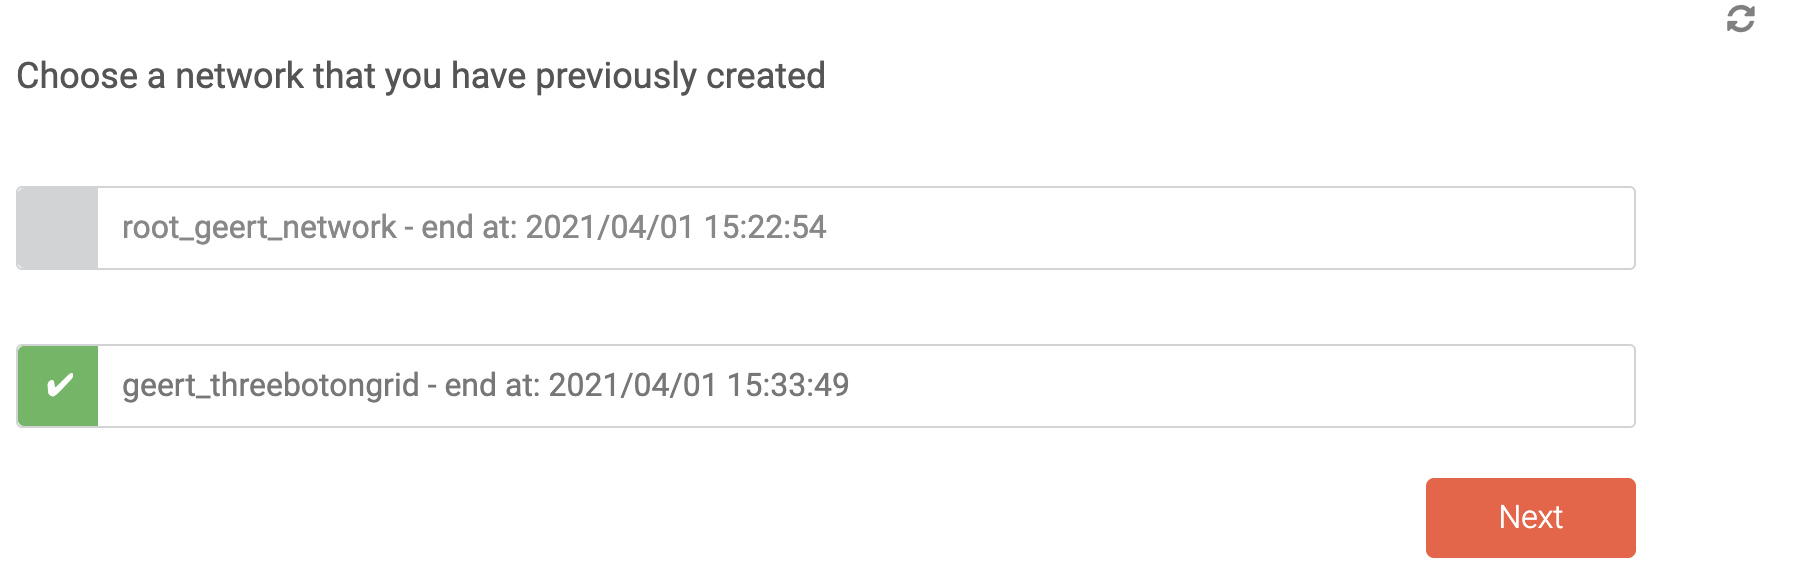 Choose a network that you have previously created
root_geert_network - end at: 2021/04/01 15:22:54
geert_threebotongrid - end at: 2021/04/01 15:33:49
Next